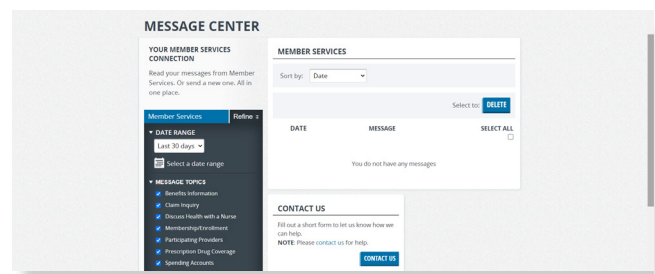 MESSAGE CENTER
YOUR MEMBER SERVICES
CONNECTION
Read your messages from Member
Services. Or send a new one. All in
one place.
Member Services Refine
DATE RANGE
Last 30 days
Select a date range
MESSAGE TOPICS
Benefits Information
Claim Inquiry
Discuss Health with a Nurse
Membership/Enrollment
Participating Providers
Prescription Drug Coverage
Spending Accounts
MEMBER SERVICES
Sort by: Date
Select to: DELETE
DATE MESSAGE SELECT ALL
You do not have any messages
CONTACT US
Fill out a short form to let us know how we
can help.
NOTE: Please contact us for help.
CONTACT US